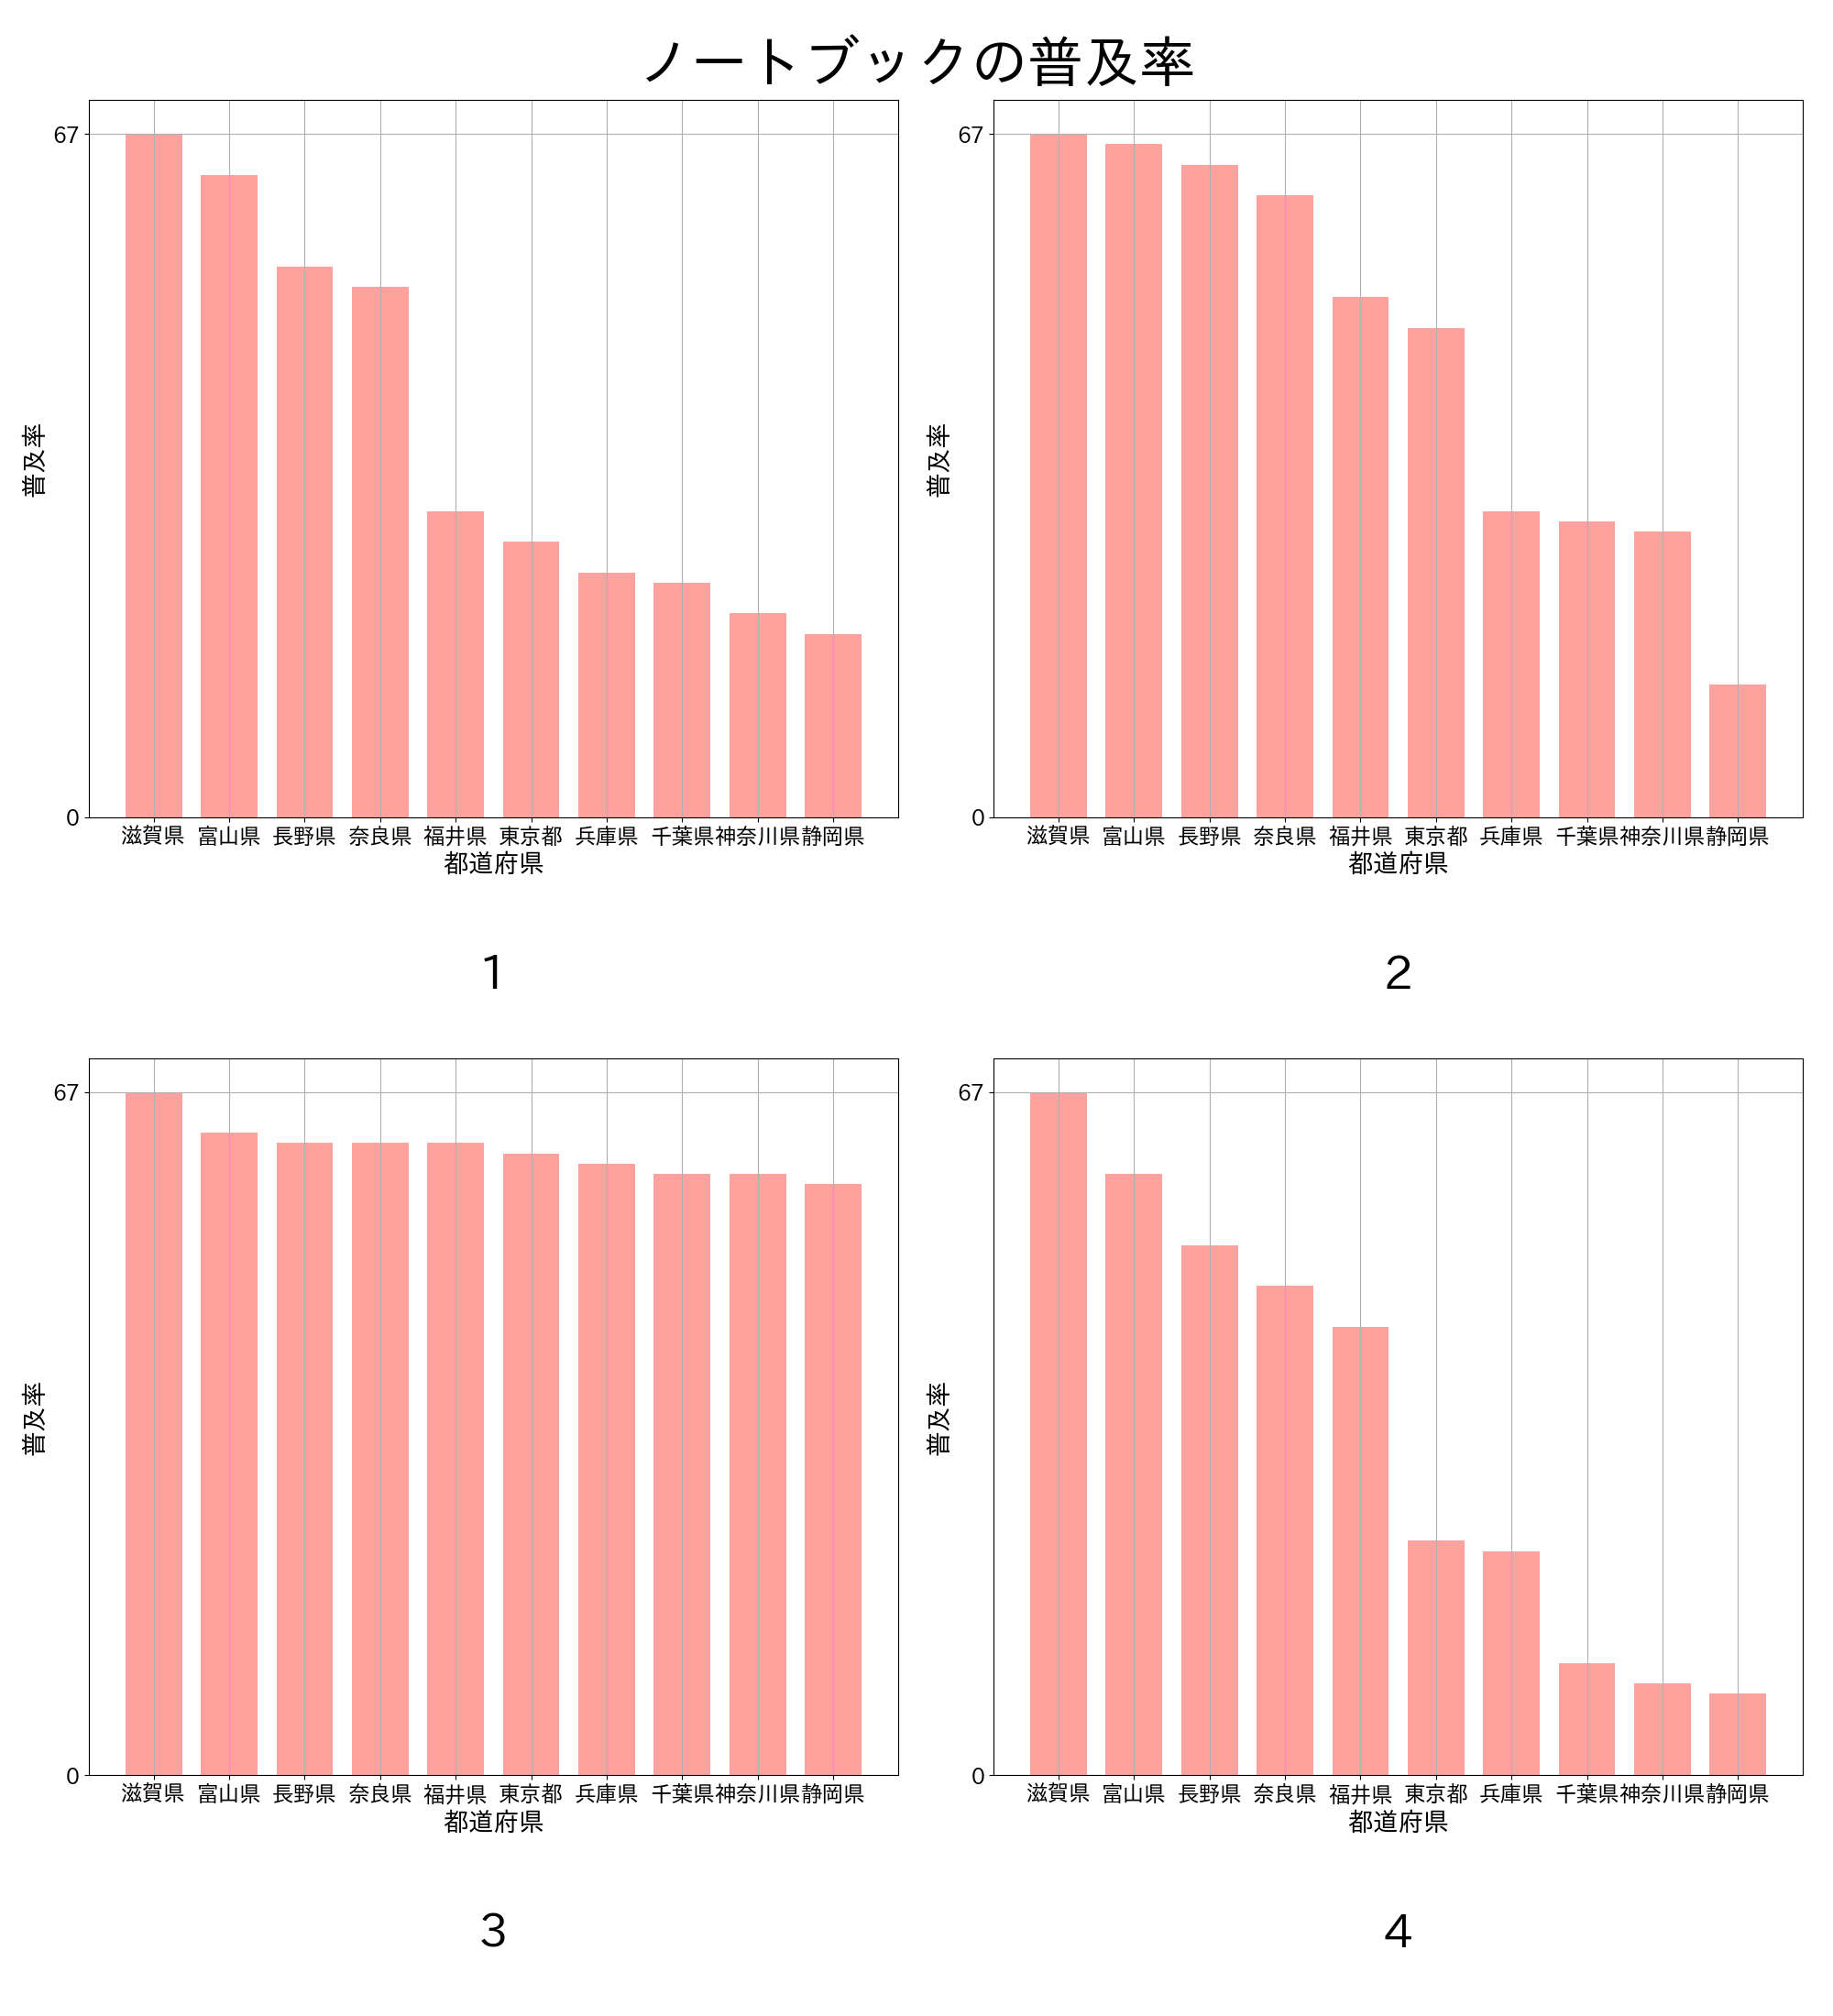 ノートブックの普及率
67
0
普及率
滋賀県 富山県 長野県 奈良県 福井県 東京都 兵庫県 千葉県 神奈川県 静岡県
都道府県
1
67
0
普及率
滋賀県 富山県 長野県 奈良県 福井県 東京都 兵庫県 千葉県 神奈川県 静岡県
都道府県
2
67
0
普及率
滋賀県 富山県 長野県 奈良県 福井県 東京都 兵庫県 千葉県 神奈川県 静岡県
都道府県
3
67
0
普及率
滋賀県 富山県 長野県 奈良県 福井県 東京都 兵庫県 千葉県 神奈川県 静岡県
都道府県
4